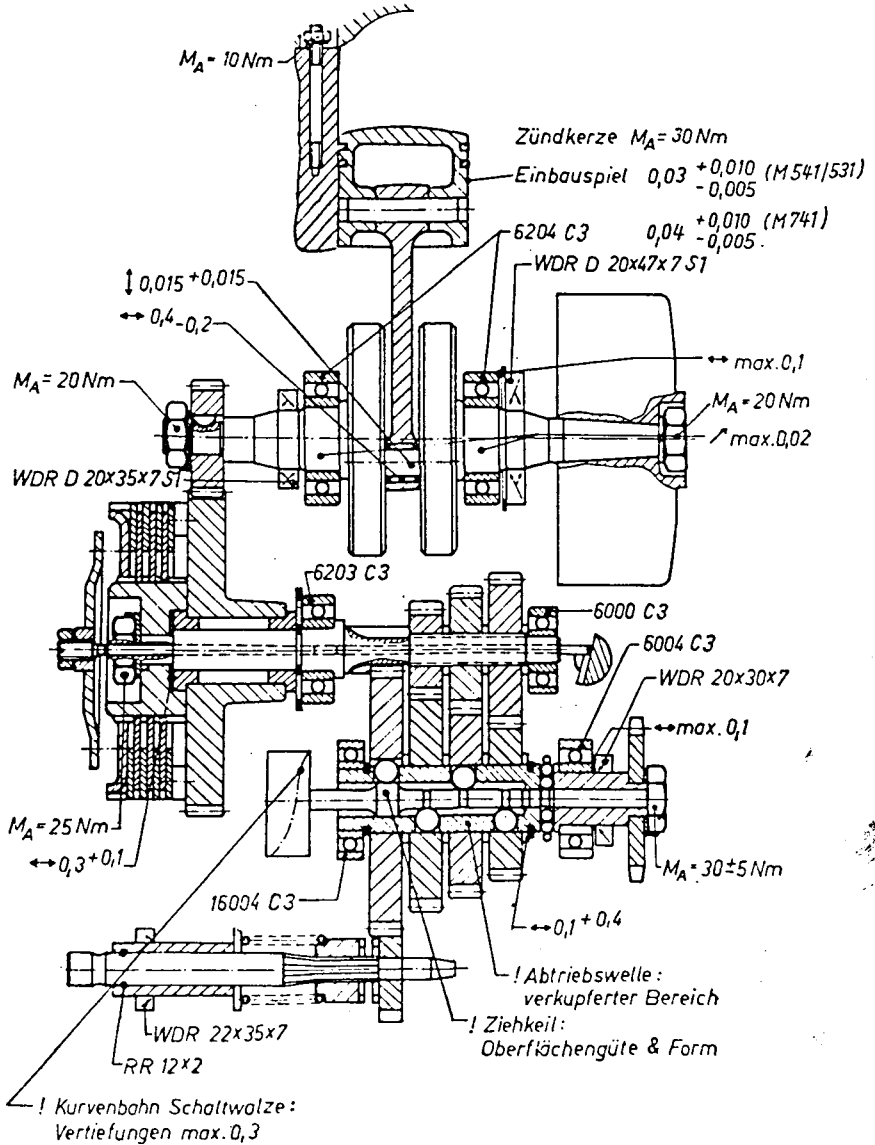 M_A = 10 Nm
Zündkerze M_A = 30 Nm
Einbauspiel 0,03 +0,010 -0,005 (M541/531)
0,04 +0,010 -0,005 (M741)
6204 C3
WDR D 20x47x7 S1
↕ 0,015 +0,015
↔ 0,4 -0,2
↔ max. 0,1
M_A = 20 Nm
M_A = 20 Nm
↗ max. 0,02
WDR D 20x35x7 S1
6203 C3
6000 C3
6004 C3
WDR 20x30x7
↔ max. 0,1
M_A = 25 Nm
↔ 0,3 +0,1
M_A = 30±5 Nm
16004 C3
↔ 0,1 +0,4
! Abtriebswelle:
verkupferter Bereich
! Ziehkeil:
Oberflächengüte & Form
WDR 22x35x7
RR 12x2
! Kurvenbahn Schaltwalze:
Vertiefungen max. 0,3